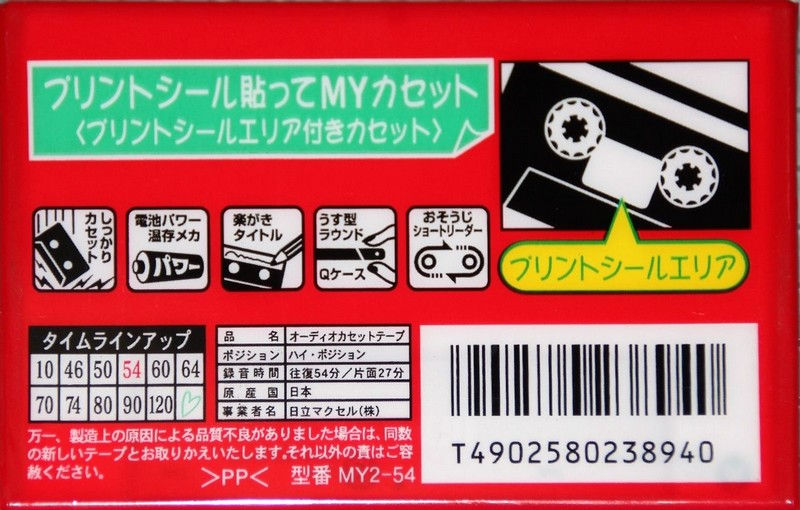 プリントシール貼ってMYカセット
〈プリントシールエリア付きカセット〉
しっかり
カセット
電池パワー
温存メカ
パワー
楽がき
タイトル
うす型
ラウンド
Qケース
おそうじ
ショートリーダー
プリントシールエリア
タイムラインアップ
10 46 50 54 60 64
70 74 80 90 120
品名 オーディオカセットテープ
ポジション ハイ・ポジション
録音時間 往復54分/片面27分
原産国 日本
事業者名 日立マクセル(株)
万一、製造上の原因による品質不良がありました場合は、同数
の新しいテープとお取りかえいたします。それ以外の責はご容
赦ください。
>PP< 型番 MY2-54
T4902580238940